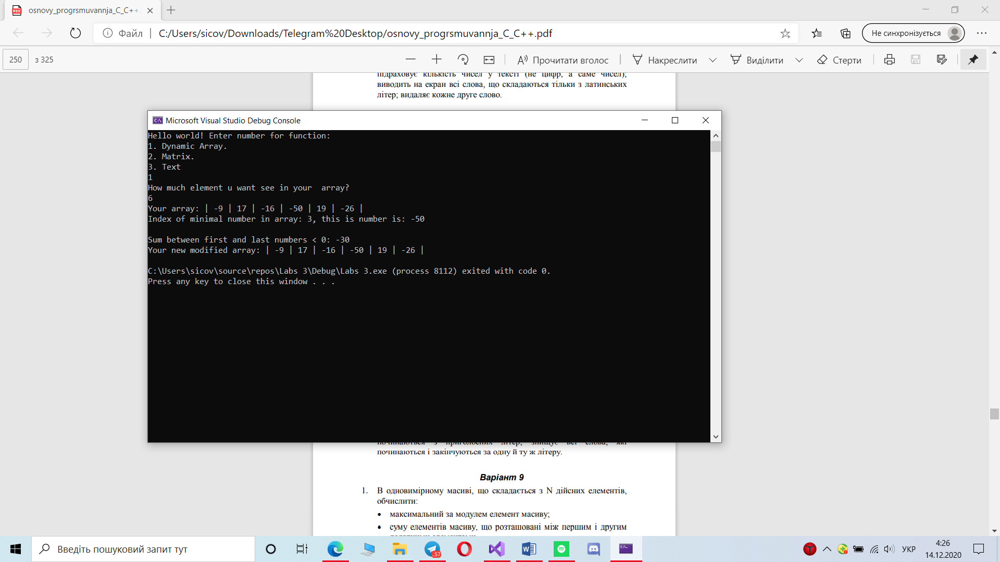 osnovy_progrsmuvannja_C_C++.
Файл
C:/Users/sicov/Downloads/Telegram%20Desktop/osnovy_progrsmuvannja_C_C++.pdf
Не синхронізується
250
з 325
Прочитати вголос
Накреслити
Виділити
Стерти
підраховує кількість чисел у тексті (не цифр, а саме чисел);
виводить на екран всі слова, що складаються тільки з латинських
літер; видаляє кожне друге слово.
Microsoft Visual Studio Debug Console
Hello world! Enter number for function:
1. Dynamic Array.
2. Matrix.
3. Text
1
How much element u want see in your  array?
6
Your array: | -9 | 17 | -16 | -50 | 19 | -26 |
Index of minimal number in array: 3, this is number is: -50
Sum between first and last numbers < 0: -30
Your new modified array: | -9 | 17 | -16 | -50 | 19 | -26 |
C:\Users\sicov\source\repos\Labs 3\Debug\Labs 3.exe (process 8112) exited with code 0.
Press any key to close this window . . .
починаються з приголосних літер; знищує всі слова, які
починаються і закінчуються за одну й ту ж літеру.
Варіант 9
1. В одновимірному масиві, що складається з N дійсних елементів,
обчислити:
• максимальний за модулем елемент масиву;
• суму елементів масиву, що розташовані між першим і другим
Введіть пошуковий запит тут
..57
УКР
4:26
14.12.2020